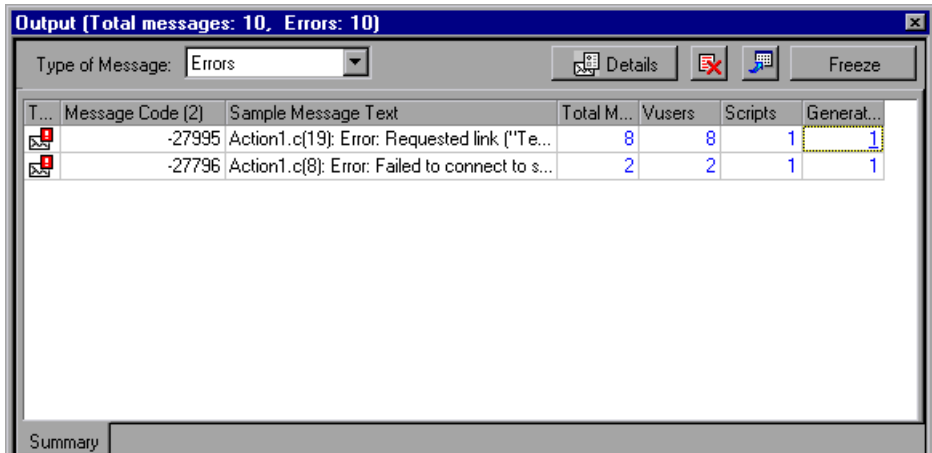 Output (Total messages: 10, Errors: 10)
Type of Message: Errors Details Freeze
T... Message Code (2) Sample Message Text Total M... Vusers Scripts Generat...
-27995 Action1.c(19): Error: Requested link ("Te... 8 8 1 1
-27796 Action1.c(8): Error: Failed to connect to s... 2 2 1 1
Summary